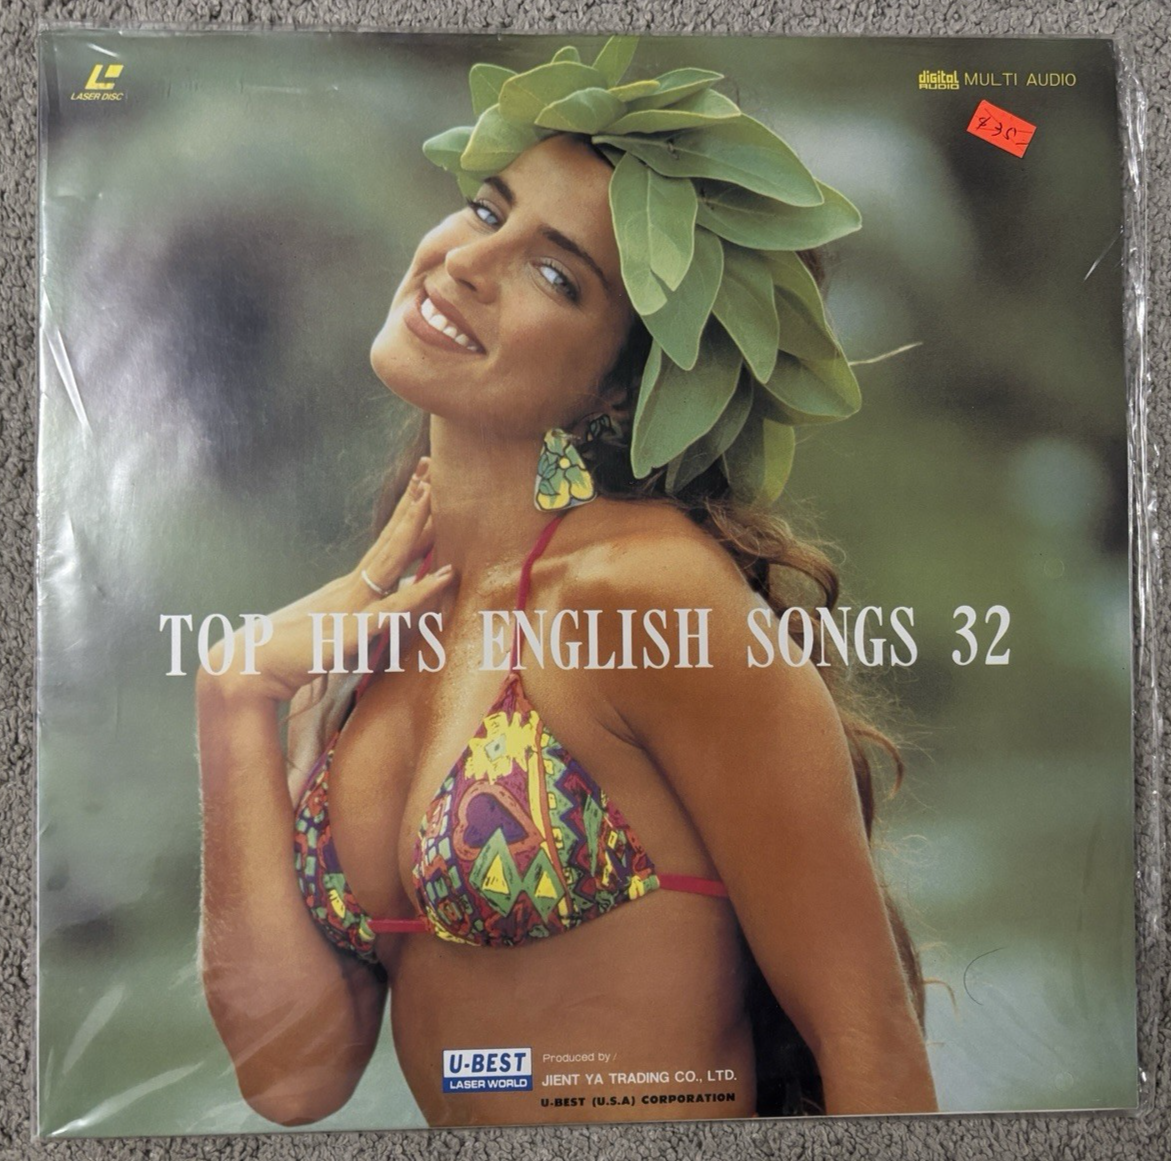 LASER DISC
digital AUDIO MULTI AUDIO
$35-
TOP HITS ENGLISH SONGS 32
U-BEST
LASER WORLD
Produced by /
JIENT YA TRADING CO., LTD.
U-BEST (U.S.A) CORPORATION